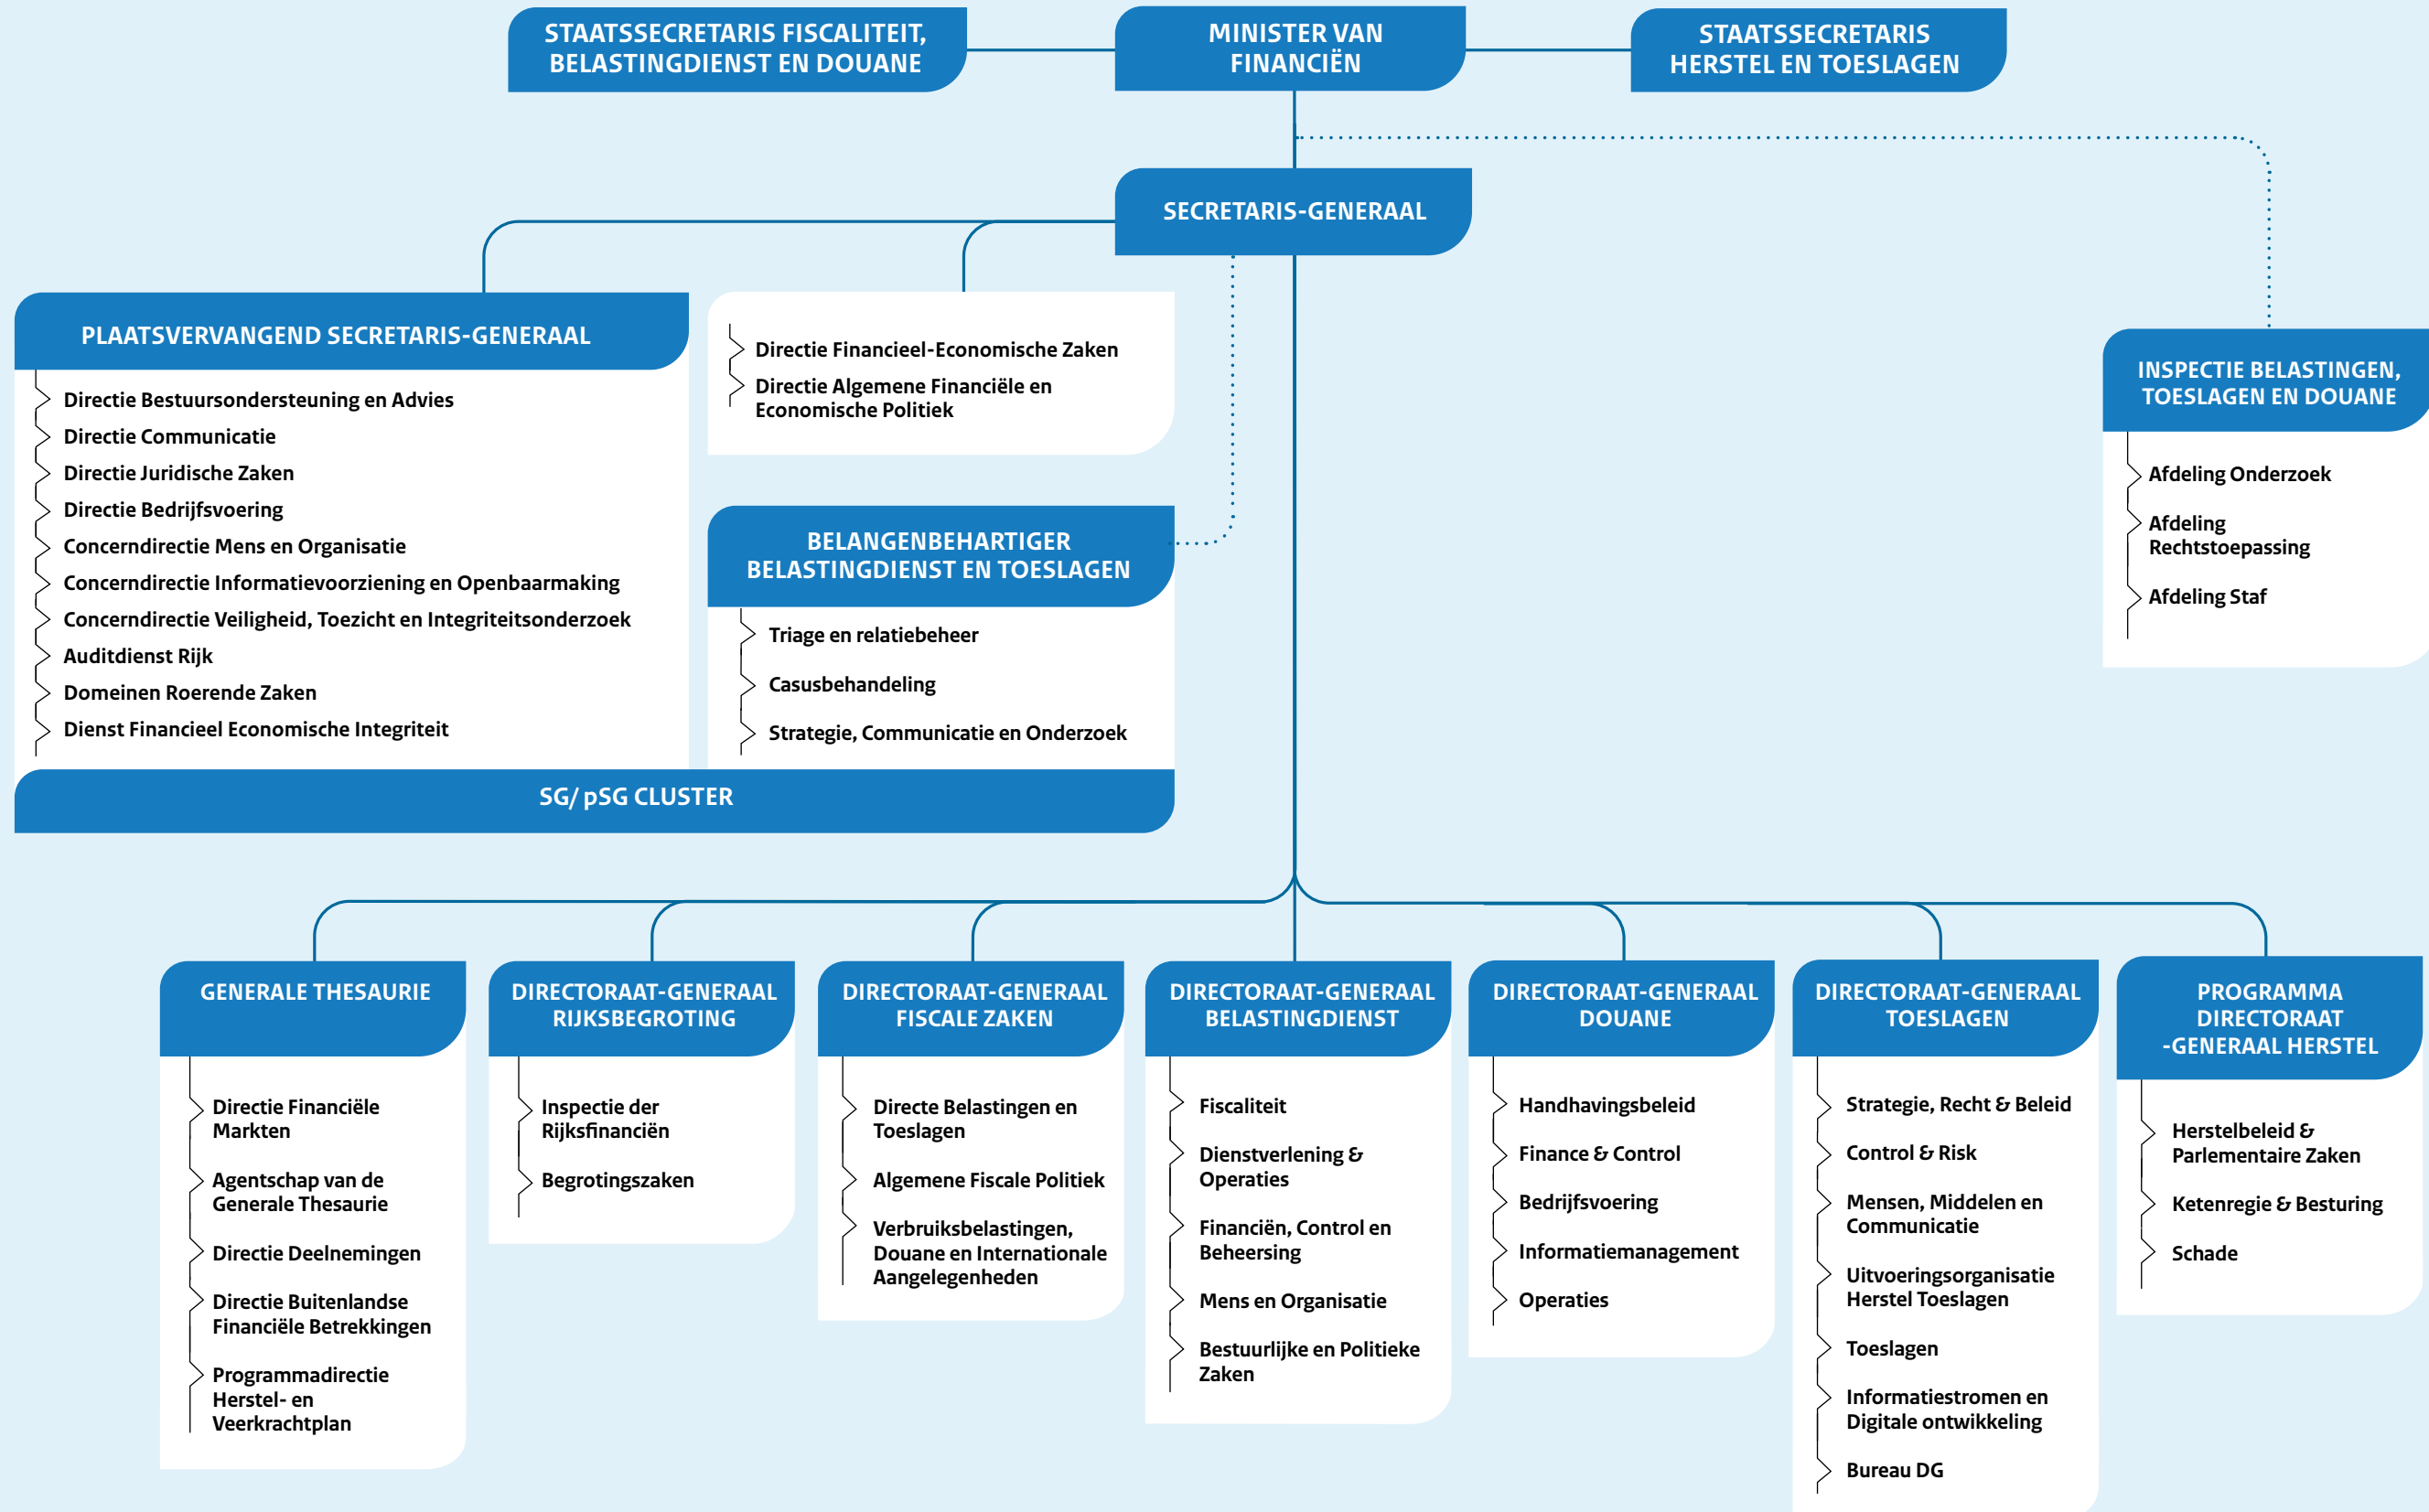 STAATSSECRETARIS FISCALITEIT,
BELASTINGDIENST EN DOUANE
MINISTER VAN
FINANCIËN
STAATSSECRETARIS
HERSTEL EN TOESLAGEN
SECRETARIS-GENERAAL
PLAATSVERVANGEND SECRETARIS-GENERAAL
Directie Bestuursondersteuning en Advies
Directie Communicatie
Directie Juridische Zaken
Directie Bedrijfsvoering
Concerndirectie Mens en Organisatie
Concerndirectie Informatievoorziening en Openbaarmaking
Concerndirectie Veiligheid, Toezicht en Integriteitsonderzoek
Auditdienst Rijk
Domeinen Roerende Zaken
Dienst Financieel Economische Integriteit
Directie Financieel-Economische Zaken
Directie Algemene Financiële en
Economische Politiek
BELANGENBEHARTIGER
BELASTINGDIENST EN TOESLAGEN
Triage en relatiebeheer
Casusbehandeling
Strategie, Communicatie en Onderzoek
SG/ pSG CLUSTER
INSPECTIE BELASTINGEN,
TOESLAGEN EN DOUANE
Afdeling Onderzoek
Afdeling
Rechtstoepassing
Afdeling Staf
GENERALE THESAURIE
Directie Financiële
Markten
Agentschap van de
Generale Thesaurie
Directie Deelnemingen
Directie Buitenlandse
Financiële Betrekkingen
Programmadirectie
Herstel- en
Veerkrachtplan
DIRECTORAAT-GENERAAL
RIJKSBEGROTING
Inspectie der
Rijksfinanciën
Begrotingszaken
DIRECTORAAT-GENERAAL
FISCALE ZAKEN
Directe Belastingen en
Toeslagen
Algemene Fiscale Politiek
Verbruiksbelastingen,
Douane en Internationale
Aangelegenheden
DIRECTORAAT-GENERAAL
BELASTINGDIENST
Fiscaliteit
Dienstverlening &
Operaties
Financiën, Control en
Beheersing
Mens en Organisatie
Bestuurlijke en Politieke
Zaken
DIRECTORAAT-GENERAAL
DOUANE
Handhavingsbeleid
Finance & Control
Bedrijfsvoering
Informatiemanagement
Operaties
DIRECTORAAT-GENERAAL
TOESLAGEN
Strategie, Recht & Beleid
Control & Risk
Mensen, Middelen en
Communicatie
Uitvoeringsorganisatie
Herstel Toeslagen
Toeslagen
Informatiestromen en
Digitale ontwikkeling
Bureau DG
PROGRAMMA
DIRECTORAAT
-GENERAAL HERSTEL
Herstelbeleid &
Parlementaire Zaken
Ketenregie & Besturing
Schade